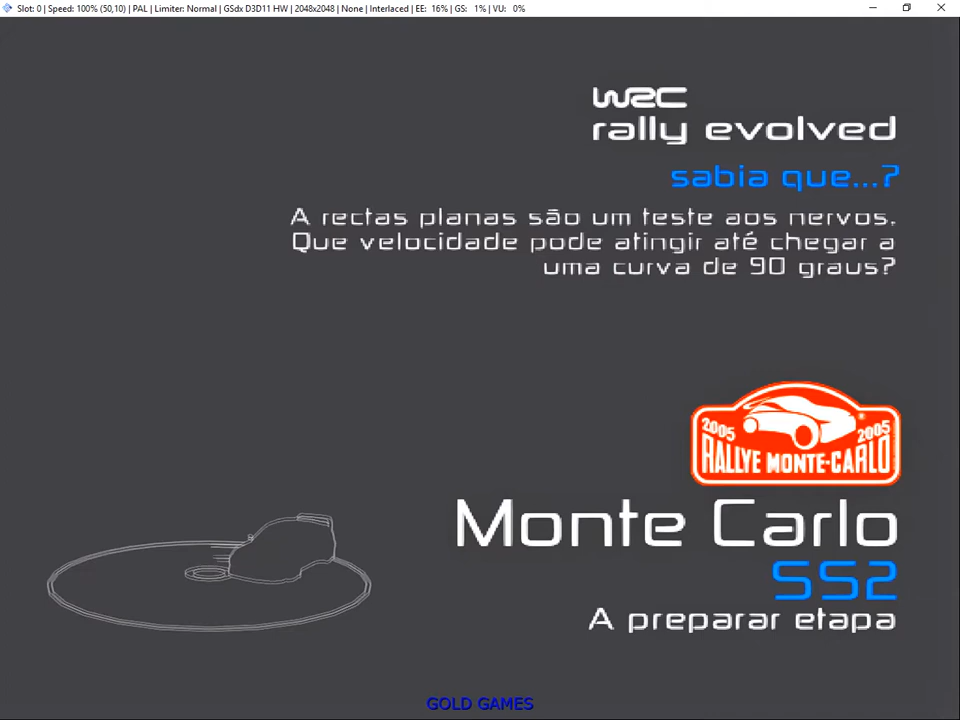 Slot: 0 | Speed: 100% (50,10) | PAL | Limiter: Normal | GSdx D3D11 HW | 2048x2048 | None | Interlaced | EE: 16% | GS: 1% | VU: 0%
WRC
rally evolved
sabia que...?
A rectas planas são um teste aos nervos.
Que velocidade pode atingir até chegar a
uma curva de 90 graus?
2005 2005
RALLYE MONTE-CARLO
Monte Carlo
SS2
A preparar etapa
GOLD GAMES